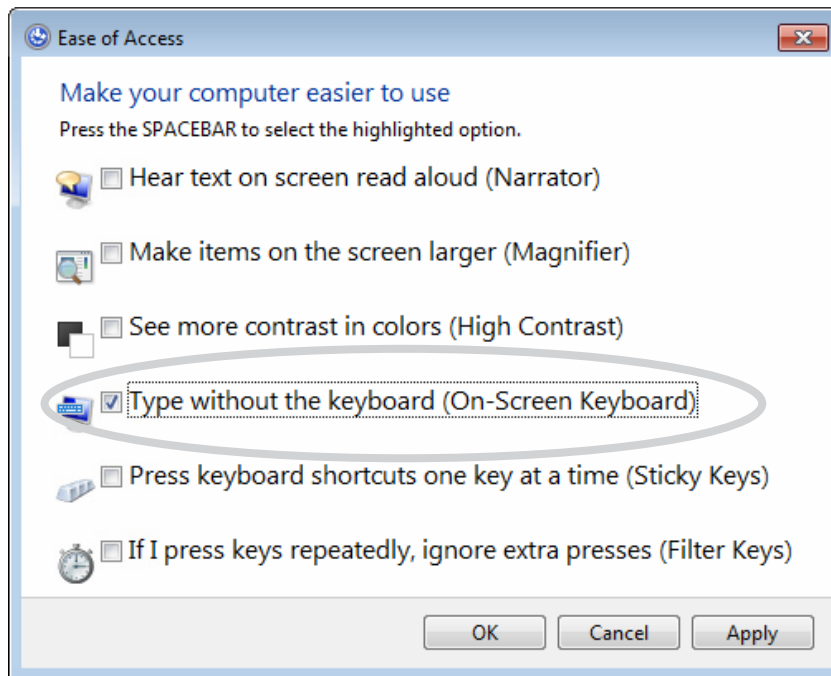 Ease of Access
Make your computer easier to use
Press the SPACEBAR to select the highlighted option.
Hear text on screen read aloud (Narrator)
Make items on the screen larger (Magnifier)
See more contrast in colors (High Contrast)
Type without the keyboard (On-Screen Keyboard)
Press keyboard shortcuts one key at a time (Sticky Keys)
If I press keys repeatedly, ignore extra presses (Filter Keys)
OK Cancel Apply